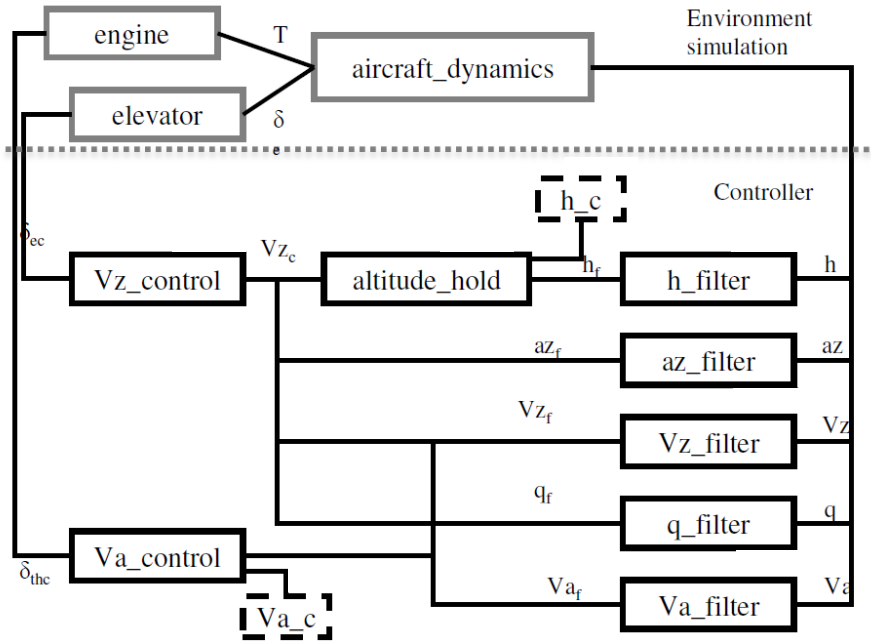 engine
T
Environment
simulation
aircraft_dynamics
elevator
δ
e
h_c
Controller
δec
Vzc
Vz_control
altitude_hold
hf
h_filter
h
azf
az_filter
az
Vzf
Vz_filter
Vz
qf
q_filter
q
Va_control
δthc
Va_c
Vaf
Va_filter
Va